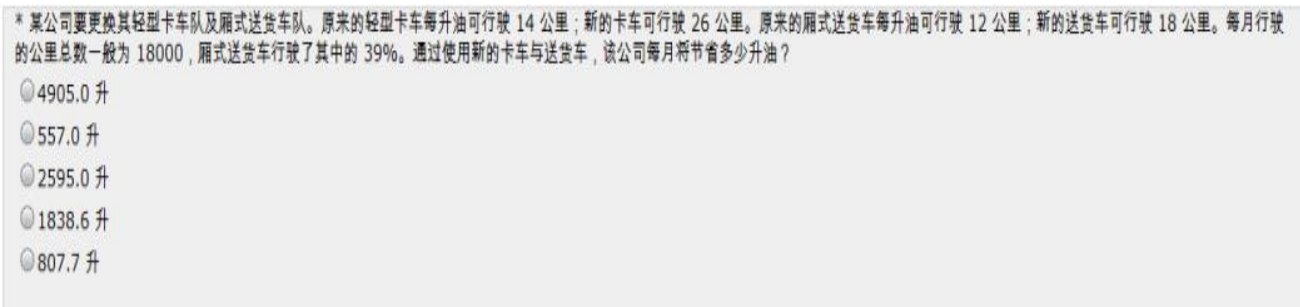 * 某公司要更换其轻型卡车队及厢式送货车队。原来的轻型卡车每升油可行驶 14 公里；新的卡车可行驶 26 公里。原来的厢式送货车每升油可行驶 12 公里；新的送货车可行驶 18 公里。每月行驶
的公里总数一般为 18000，厢式送货车行驶了其中的 39%。通过使用新的卡车与送货车，该公司每月将节省多少升油？
4905.0 升
557.0 升
2595.0 升
1838.6 升
807.7 升